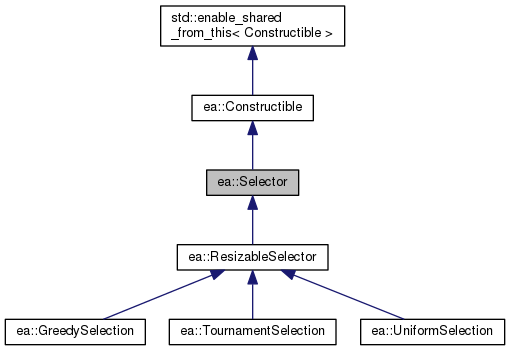 std::enable_shared
_from_this< Constructible >
ea::Constructible
ea::Selector
ea::ResizableSelector
ea::GreedySelection
ea::TournamentSelection
ea::UniformSelection